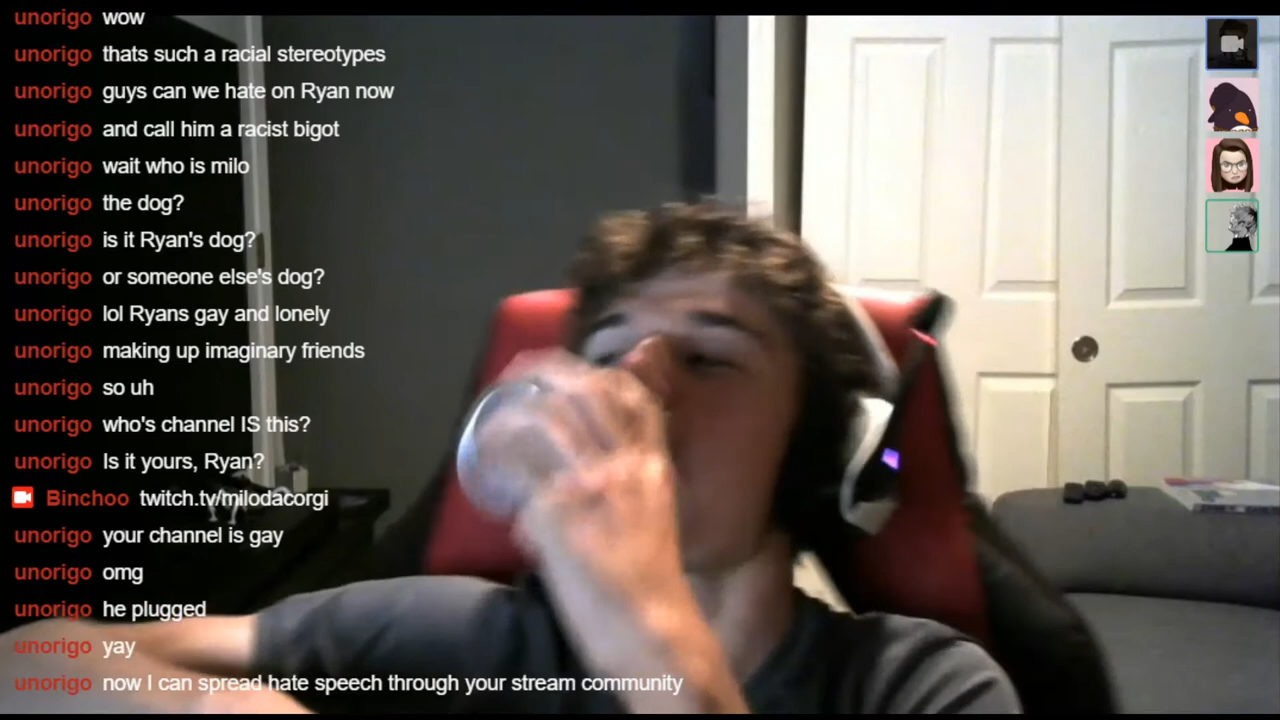 unorigo wow
unorigo thats such a racial stereotypes
unorigo guys can we hate on Ryan now
unorigo and call him a racist bigot
unorigo wait who is milo
unorigo the dog?
unorigo is it Ryan's dog?
unorigo or someone else's dog?
unorigo lol Ryans gay and lonely
unorigo making up imaginary friends
unorigo so uh
unorigo who's channel IS this?
unorigo Is it yours, Ryan?
Binchoo twitch.tv/milodacorgi
unorigo your channel is gay
unorigo omg
unorigo he plugged
unorigo yay
unorigo now I can spread hate speech through your stream community